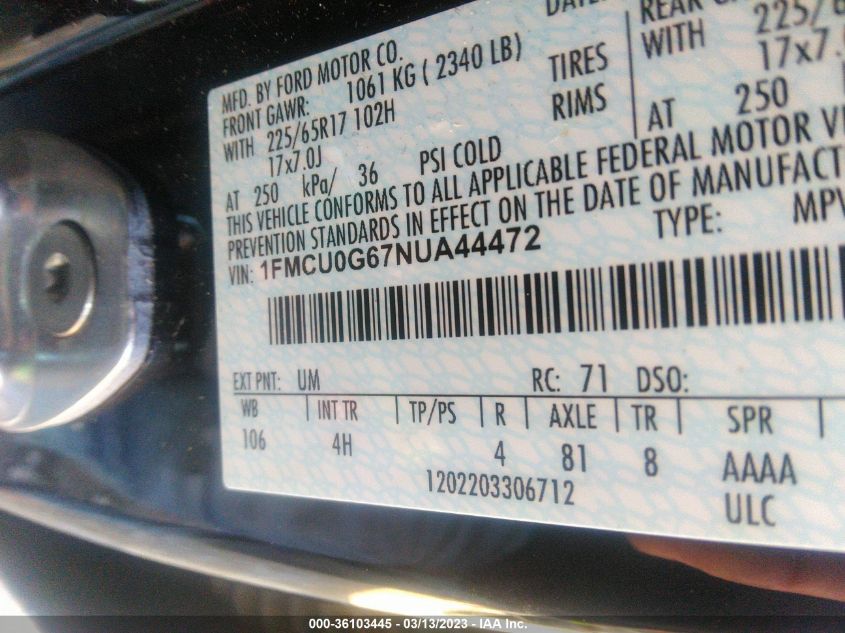 MFD. BY FORD MOTOR CO.
FRONT GAWR: 1061 KG ( 2340 LB)
WITH 225/65R17 102H TIRES
17x7.0J RIMS
AT 250 kPa/ 36 PSI COLD
REAR
WITH 225/
17x7.
AT 250
THIS VEHICLE CONFORMS TO ALL APPLICABLE FEDERAL MOTOR
PREVENTION STANDARDS IN EFFECT ON THE DATE OF
VIN: 1FMCU0G67NUA44472 TYPE: MPV
EXT PNT: UM RC: 71 DSO:
WB INT TR TP/PS R AXLE TR SPR
106 4H 4 81 8 AAAA
1202203306712 ULC
000-36103445 - 03/13/2023 - IAA Inc.